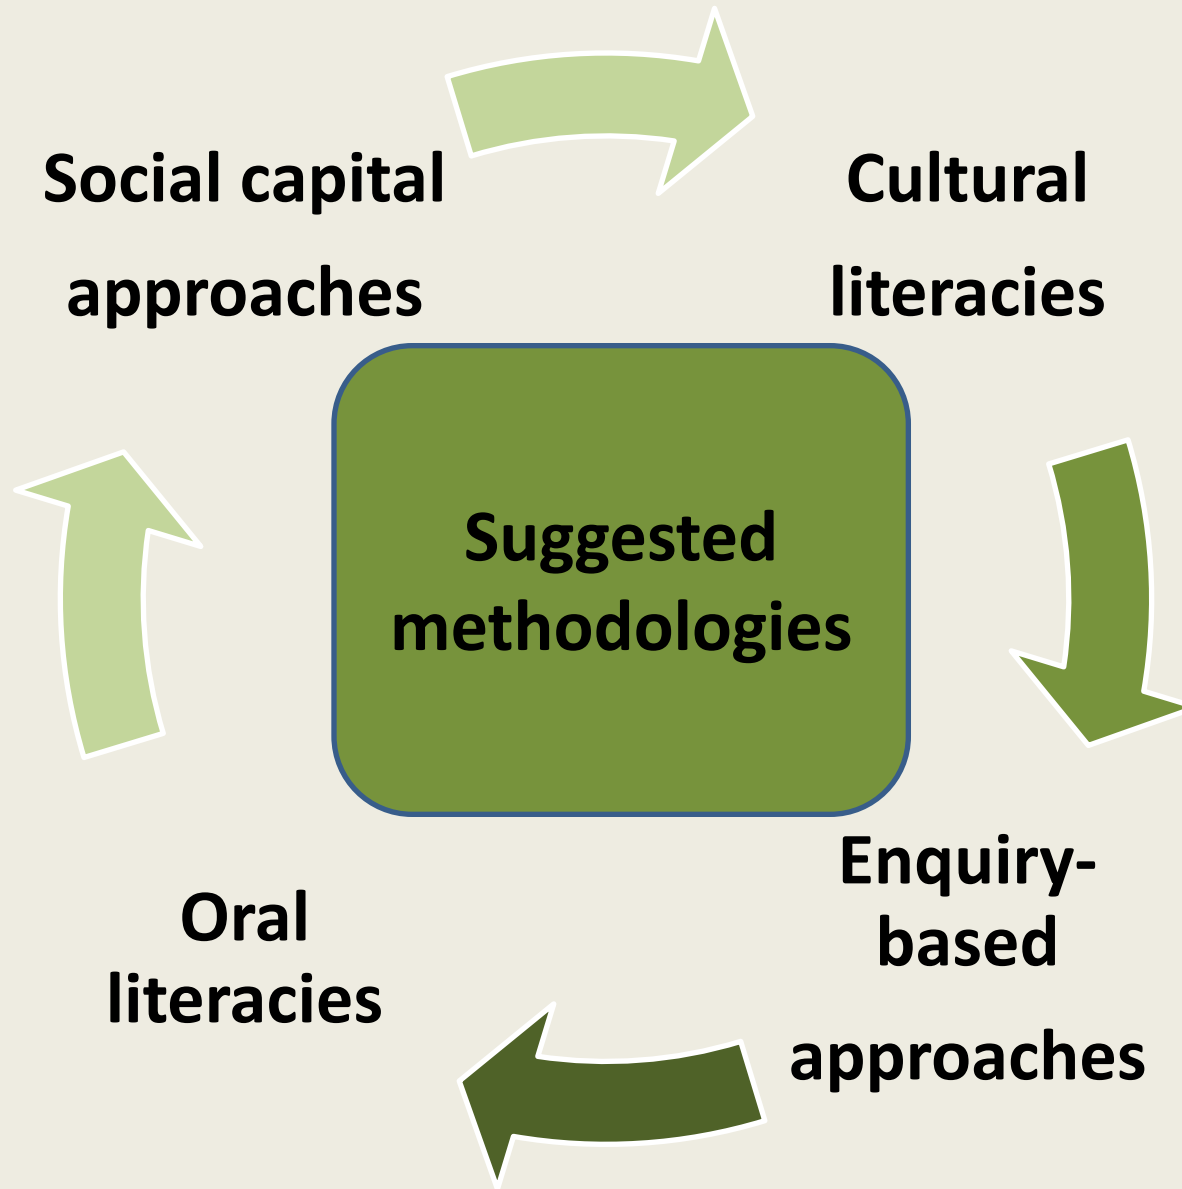 Social capital
approaches
Cultural
literacies
Suggested
methodologies
Enquiry-
based
approaches
Oral
literacies